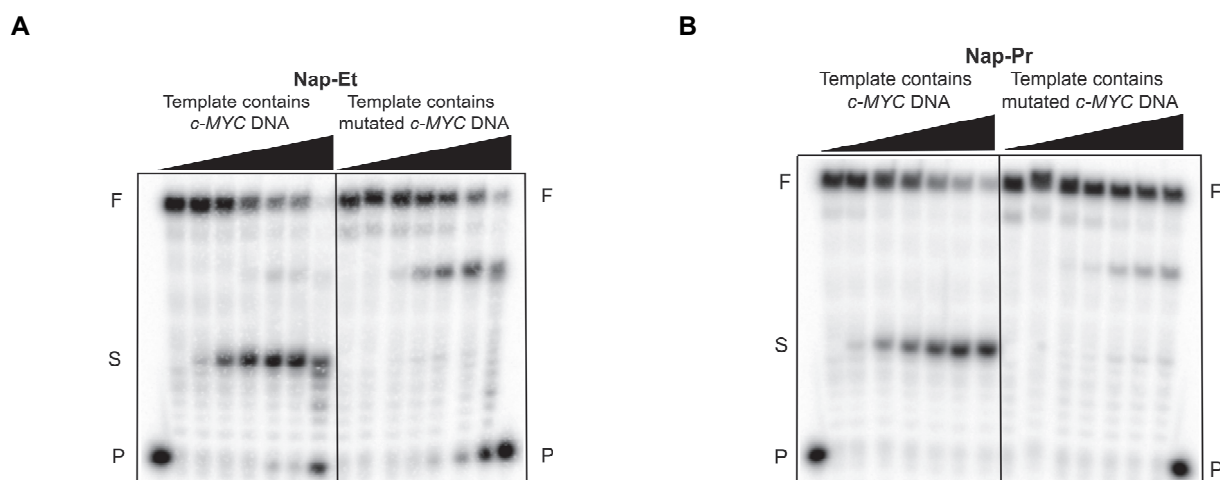 A
Nap-Et
Template contains
c-MYC DNA
Template contains
mutated c-MYC DNA
F
F
S
P
P
B
Nap-Pr
Template contains
c-MYC DNA
Template contains
mutated c-MYC DNA
F
F
S
P
P